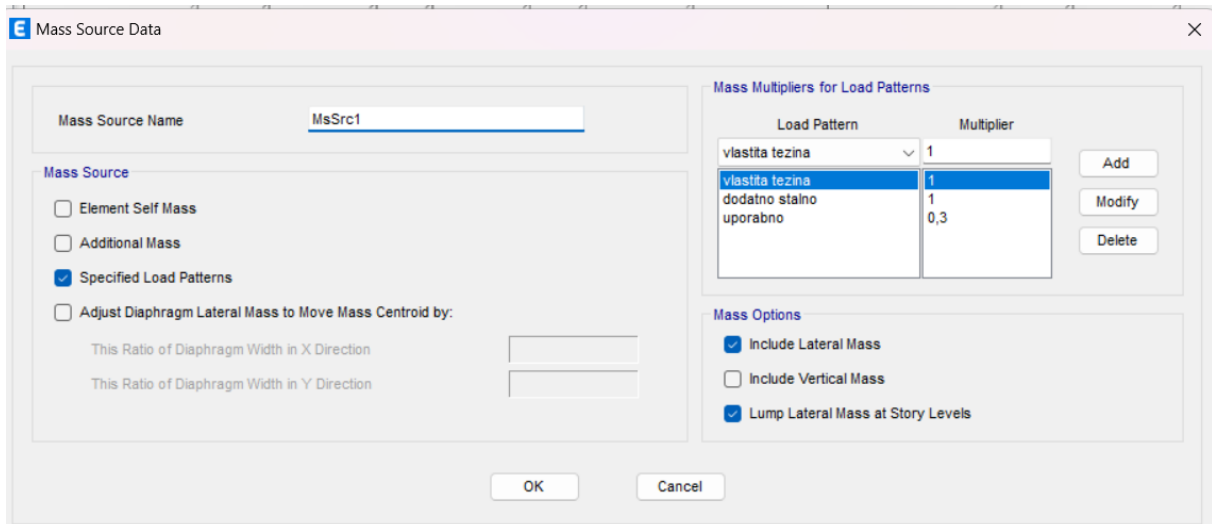 E Mass Source Data
Mass Source Name MsSrc1
Mass Source
Element Self Mass
Additional Mass
Specified Load Patterns
Adjust Diaphragm Lateral Mass to Move Mass Centroid by:
This Ratio of Diaphragm Width in X Direction
This Ratio of Diaphragm Width in Y Direction
Mass Multipliers for Load Patterns
Load Pattern Multiplier
vlastita tezina 1
vlastita tezina 1
dodatno stalno 1
uporabno 0,3
Add
Modify
Delete
Mass Options
Include Lateral Mass
Include Vertical Mass
Lump Lateral Mass at Story Levels
OK Cancel